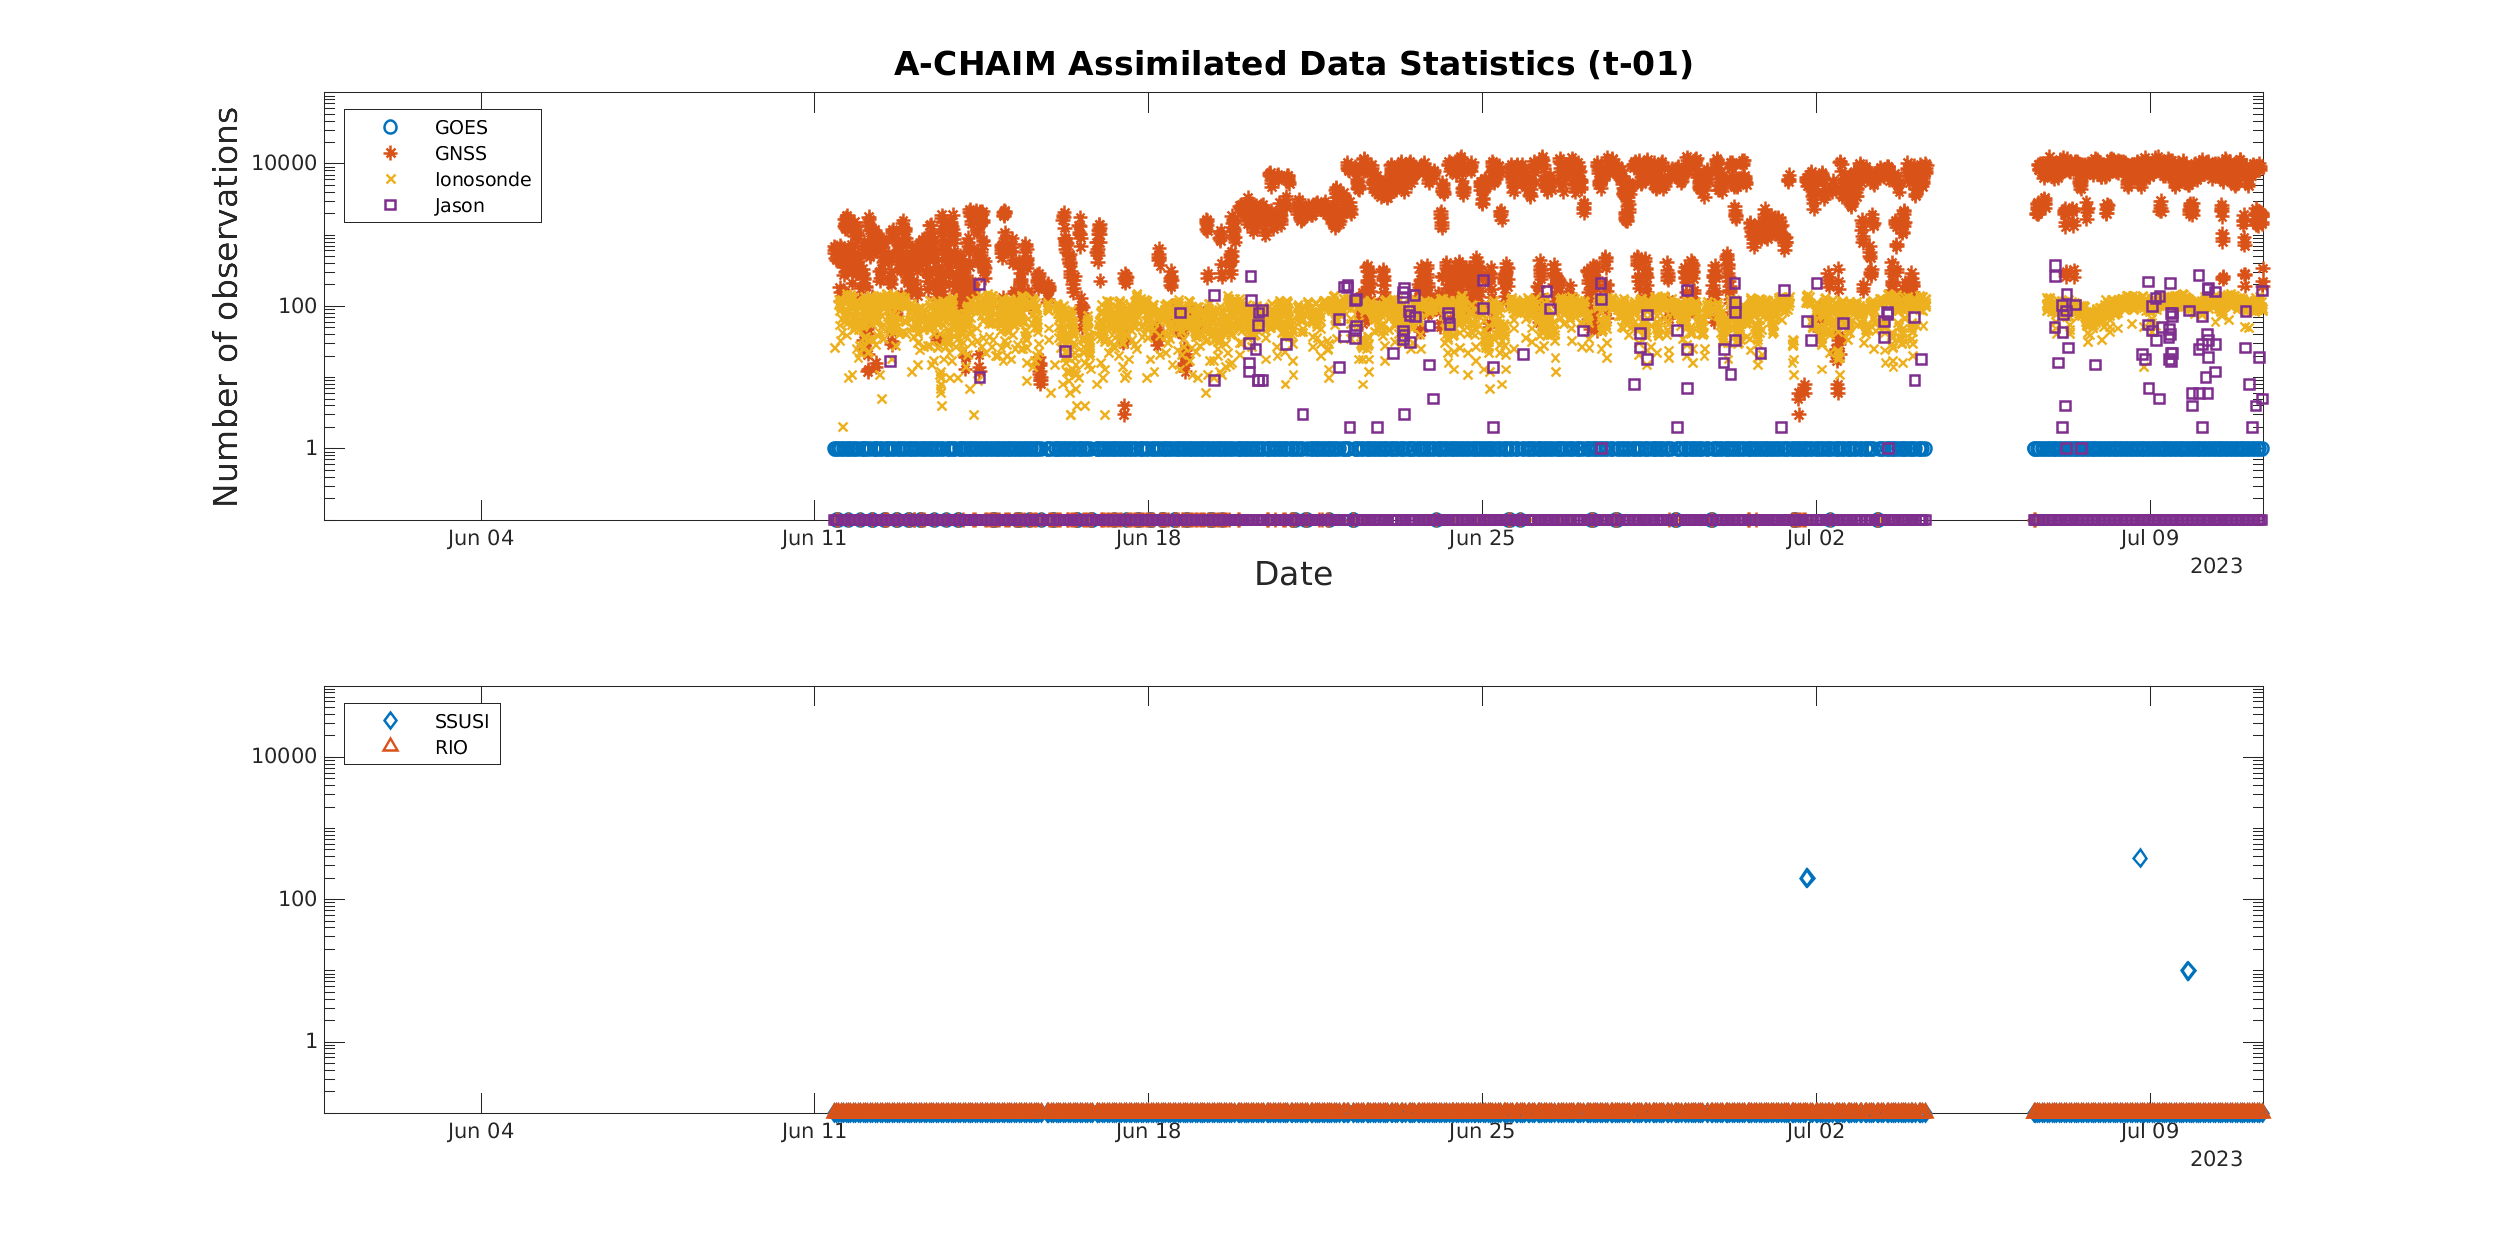 A-CHAIM Assimilated Data Statistics (t-01)
Number of observations
10000
100
1
GOES
GNSS
Ionosonde
Jason
Jun 04
Jun 11
Jun 18
Jun 25
Jul 02
Jul 09
2023
Date
10000
100
1
SSUSI
RIO
Jun 04
Jun 11
Jun 18
Jun 25
Jul 02
Jul 09
2023